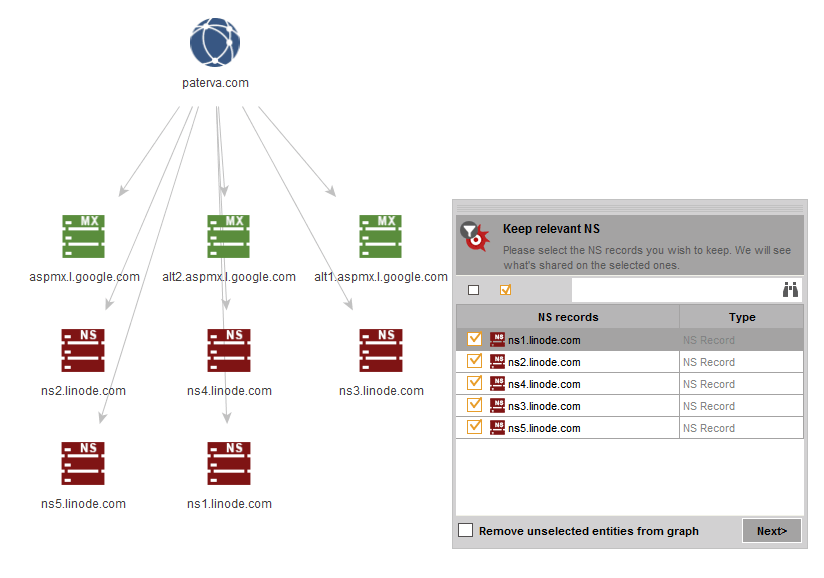 paterva.com
MX
MX
MX
aspmx.l.google.com
alt2.aspmx.l.google.com
alt1.aspmx.l.google.com
NS
NS
NS
ns2.linode.com
ns4.linode.com
ns3.linode.com
NS
NS
ns5.linode.com
ns1.linode.com
Keep relevant NS
Please select the NS records you wish to keep. We will see
what's shared on the selected ones.
NS records Type
NS ns1.linode.com NS Record
NS ns2.linode.com NS Record
NS ns4.linode.com NS Record
NS ns3.linode.com NS Record
NS ns5.linode.com NS Record
Remove unselected entities from graph Next>